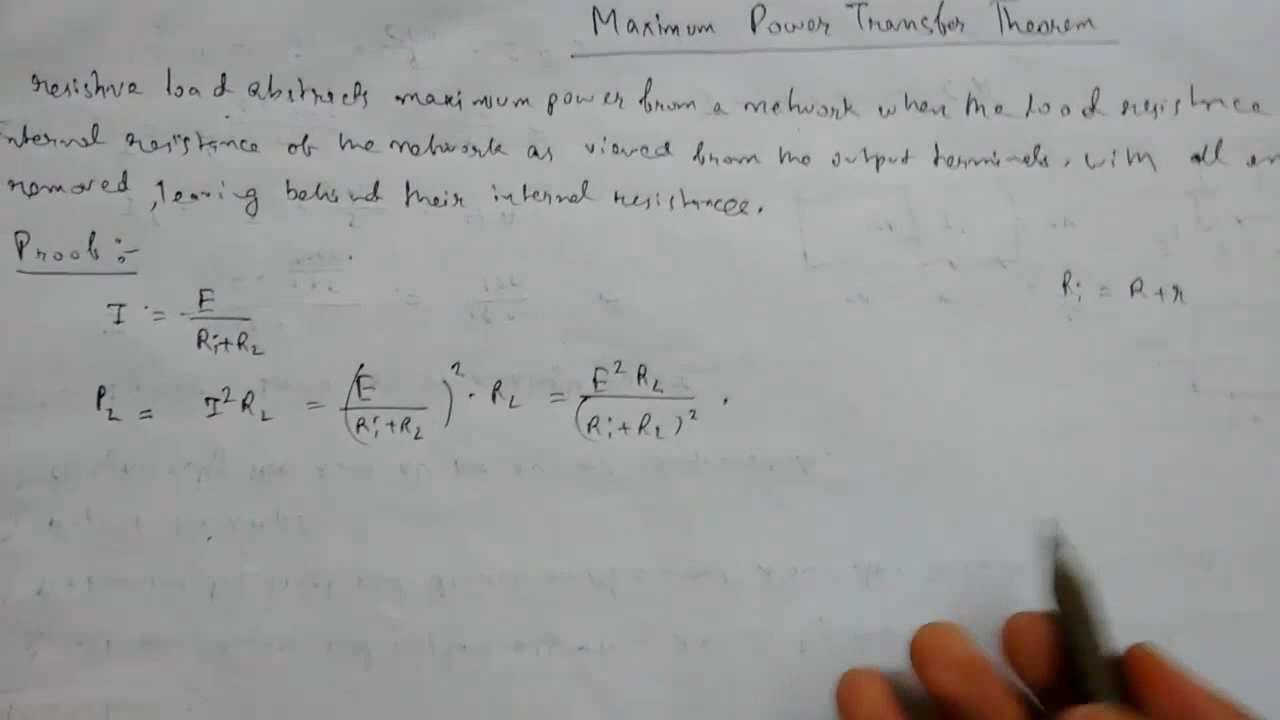 Maximum Power Transfer Theorem
resistive load abstracts maximum power from a network when the load resistance
internal resistance of the network as viewed from the output terminals, with all
removed, leaving behind their internal resistances.
Proof :-
I = E / (Ri+RL)
Ri = R+r
PL = I²RL = (E/(Ri+RL))² · RL = E²RL/(Ri+RL)²